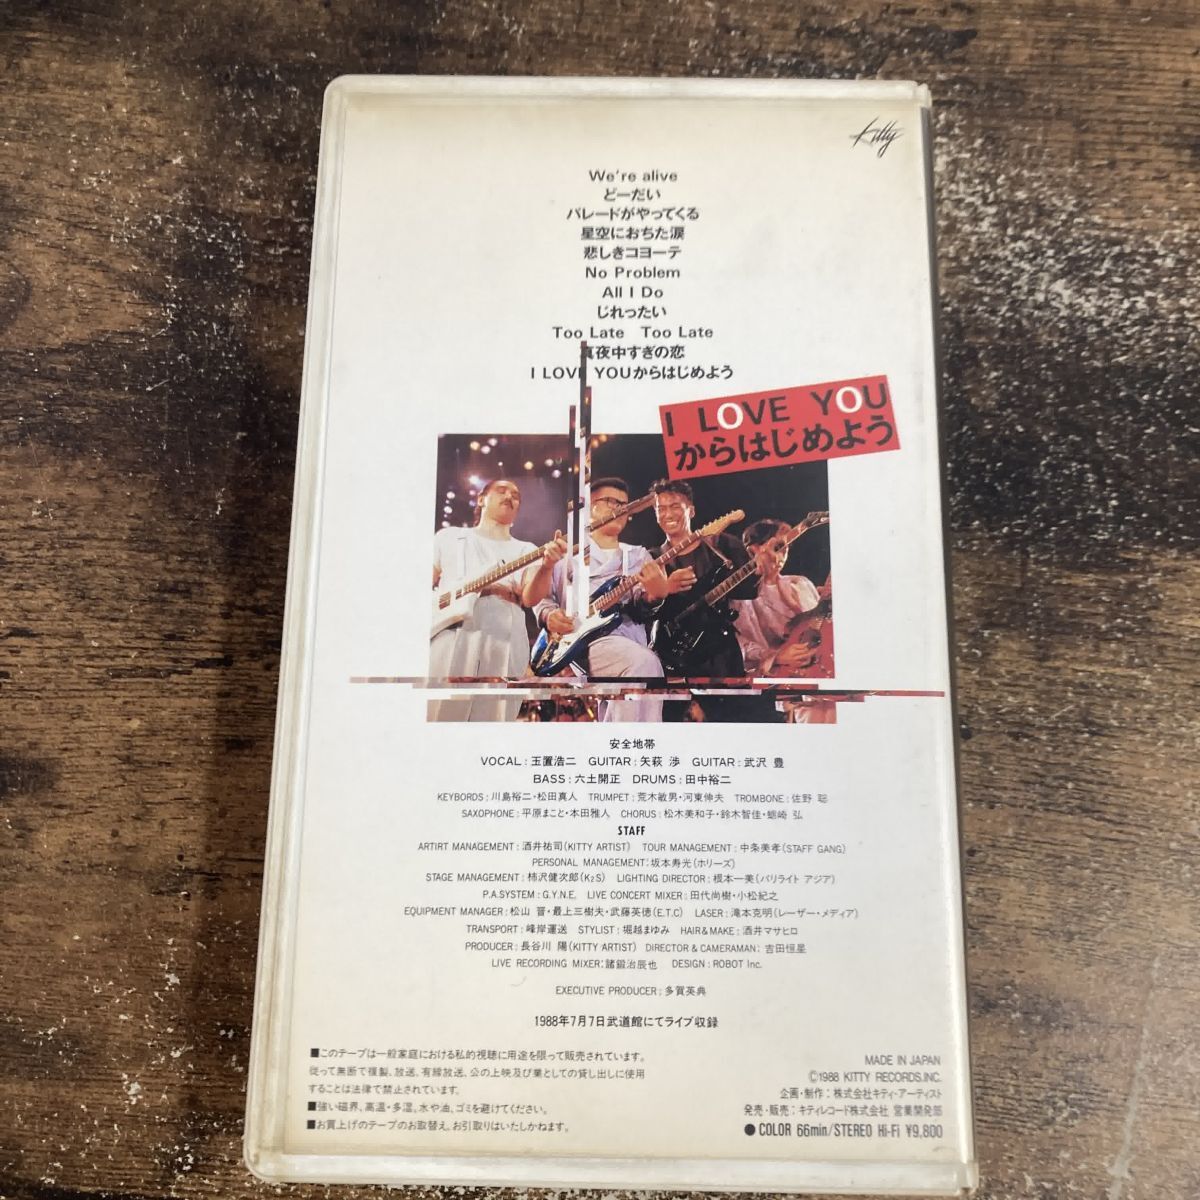 Kitty
We're alive
どーだい
パレードがやってくる
星空におちた涙
悲しきコヨーテ
No Problem
All I Do
じれったい
Too Late Too Late
真夜中すぎの恋
I LOVE YOUからはじめよう
I LOVE YOU
からはじめよう
安全地帯
VOCAL:玉置浩二 GUITAR:矢萩 渉 GUITAR:武沢 豊
BASS:六土開正 DRUMS:田中裕二
KEYBORDS:川島裕二・松田真人 TRUMPET:荒木敏男・河東伸夫 TROMBONE:佐野 聡
SAXOPHONE:平原まこと・本田雅人 CHORUS:松木美和子・鈴木智佳・蛎崎 弘
STAFF
ARTIRT MANAGEMENT:酒井祐司(KITTY ARTIST) TOUR MANAGEMENT:中条美孝(STAFF GANG)
PERSONAL MANAGEMENT:坂本寿光(ホリーズ)
STAGE MANAGEMENT:柿沢健次郎(K2S) LIGHTING DIRECTOR:根本一美(バリライト アジア)
P.A.SYSTEM:G.Y.N.E. LIVE CONCERT MIXER:田代尚樹・小松紀之
EQUIPMENT MANAGER:松山 晋・最上三樹夫・武藤英徳(E.T.C) LASER:滝本克明(レーザー・メディア)
TRANSPORT:峰岸運送 STYLIST:堀越まゆみ HAIR&MAKE:酒井マサヒロ
PRODUCER:長谷川 陽(KITTY ARTIST) DIRECTOR & CAMERAMAN:吉田恒星
LIVE RECORDING MIXER:諸鍛治辰也 DESIGN:ROBOT Inc.
EXECUTIVE PRODUCER:多賀英典
1988年7月7日武道館にてライブ収録
■このテープは一般家庭における私的視聴に用途を限って販売されています。
従って無断で複製、放送、有線放送、公の上映及び業としての貸し出しに使用
することは法律で禁止されています。
■強い磁界、高温・多湿、水や油、ゴミを避けてください。
■お買上げのテープのお取替え、お引取りはいたしかねます。
MADE IN JAPAN
©1988 KITTY RECORDS.INC.
企画・制作:株式会社キティ・アーティスト
発売・販売:キティレコード株式会社 営業開発部
●COLOR 66min/STEREO Hi-Fi ¥9,800